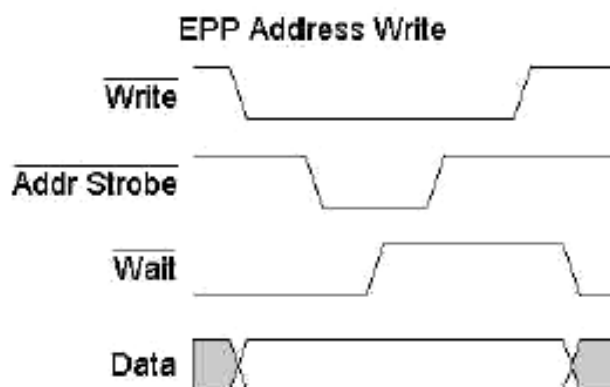 EPP Address Write
Write
Addr Strobe
Wait
Data